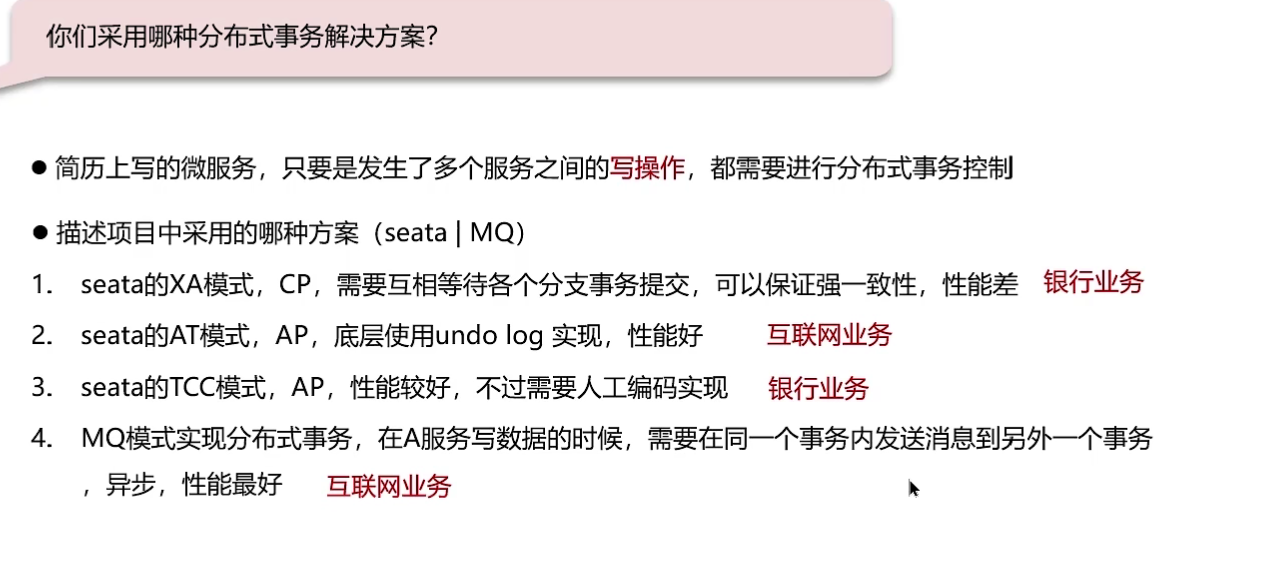 你们采用哪种分布式事务解决方案？
● 简历上写的微服务，只要是发生了多个服务之间的写操作，都需要进行分布式事务控制
● 描述项目中采用的哪种方案（seata | MQ）
1. seata的XA模式，CP，需要互相等待各个分支事务提交，可以保证强一致性，性能差 银行业务
2. seata的AT模式，AP，底层使用undo log 实现，性能好 互联网业务
3. seata的TCC模式，AP，性能较好，不过需要人工编码实现 银行业务
4. MQ模式实现分布式事务，在A服务写数据的时候，需要在同一个事务内发送消息到另外一个事务
，异步，性能最好 互联网业务